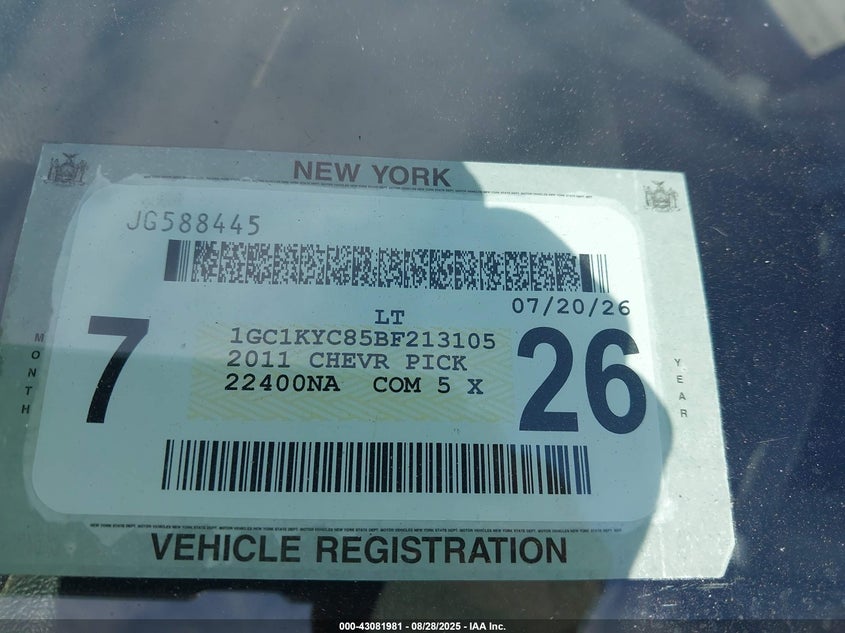 NEW YORK
JG588445
07/20/26
LT
1GC1KYC85BF213105
2011 CHEVR PICK
22400NA COM 5 X
MONTH
7
26
YEAR
VEHICLE REGISTRATION
000-43081981 - 08/28/2025 - IAA Inc.